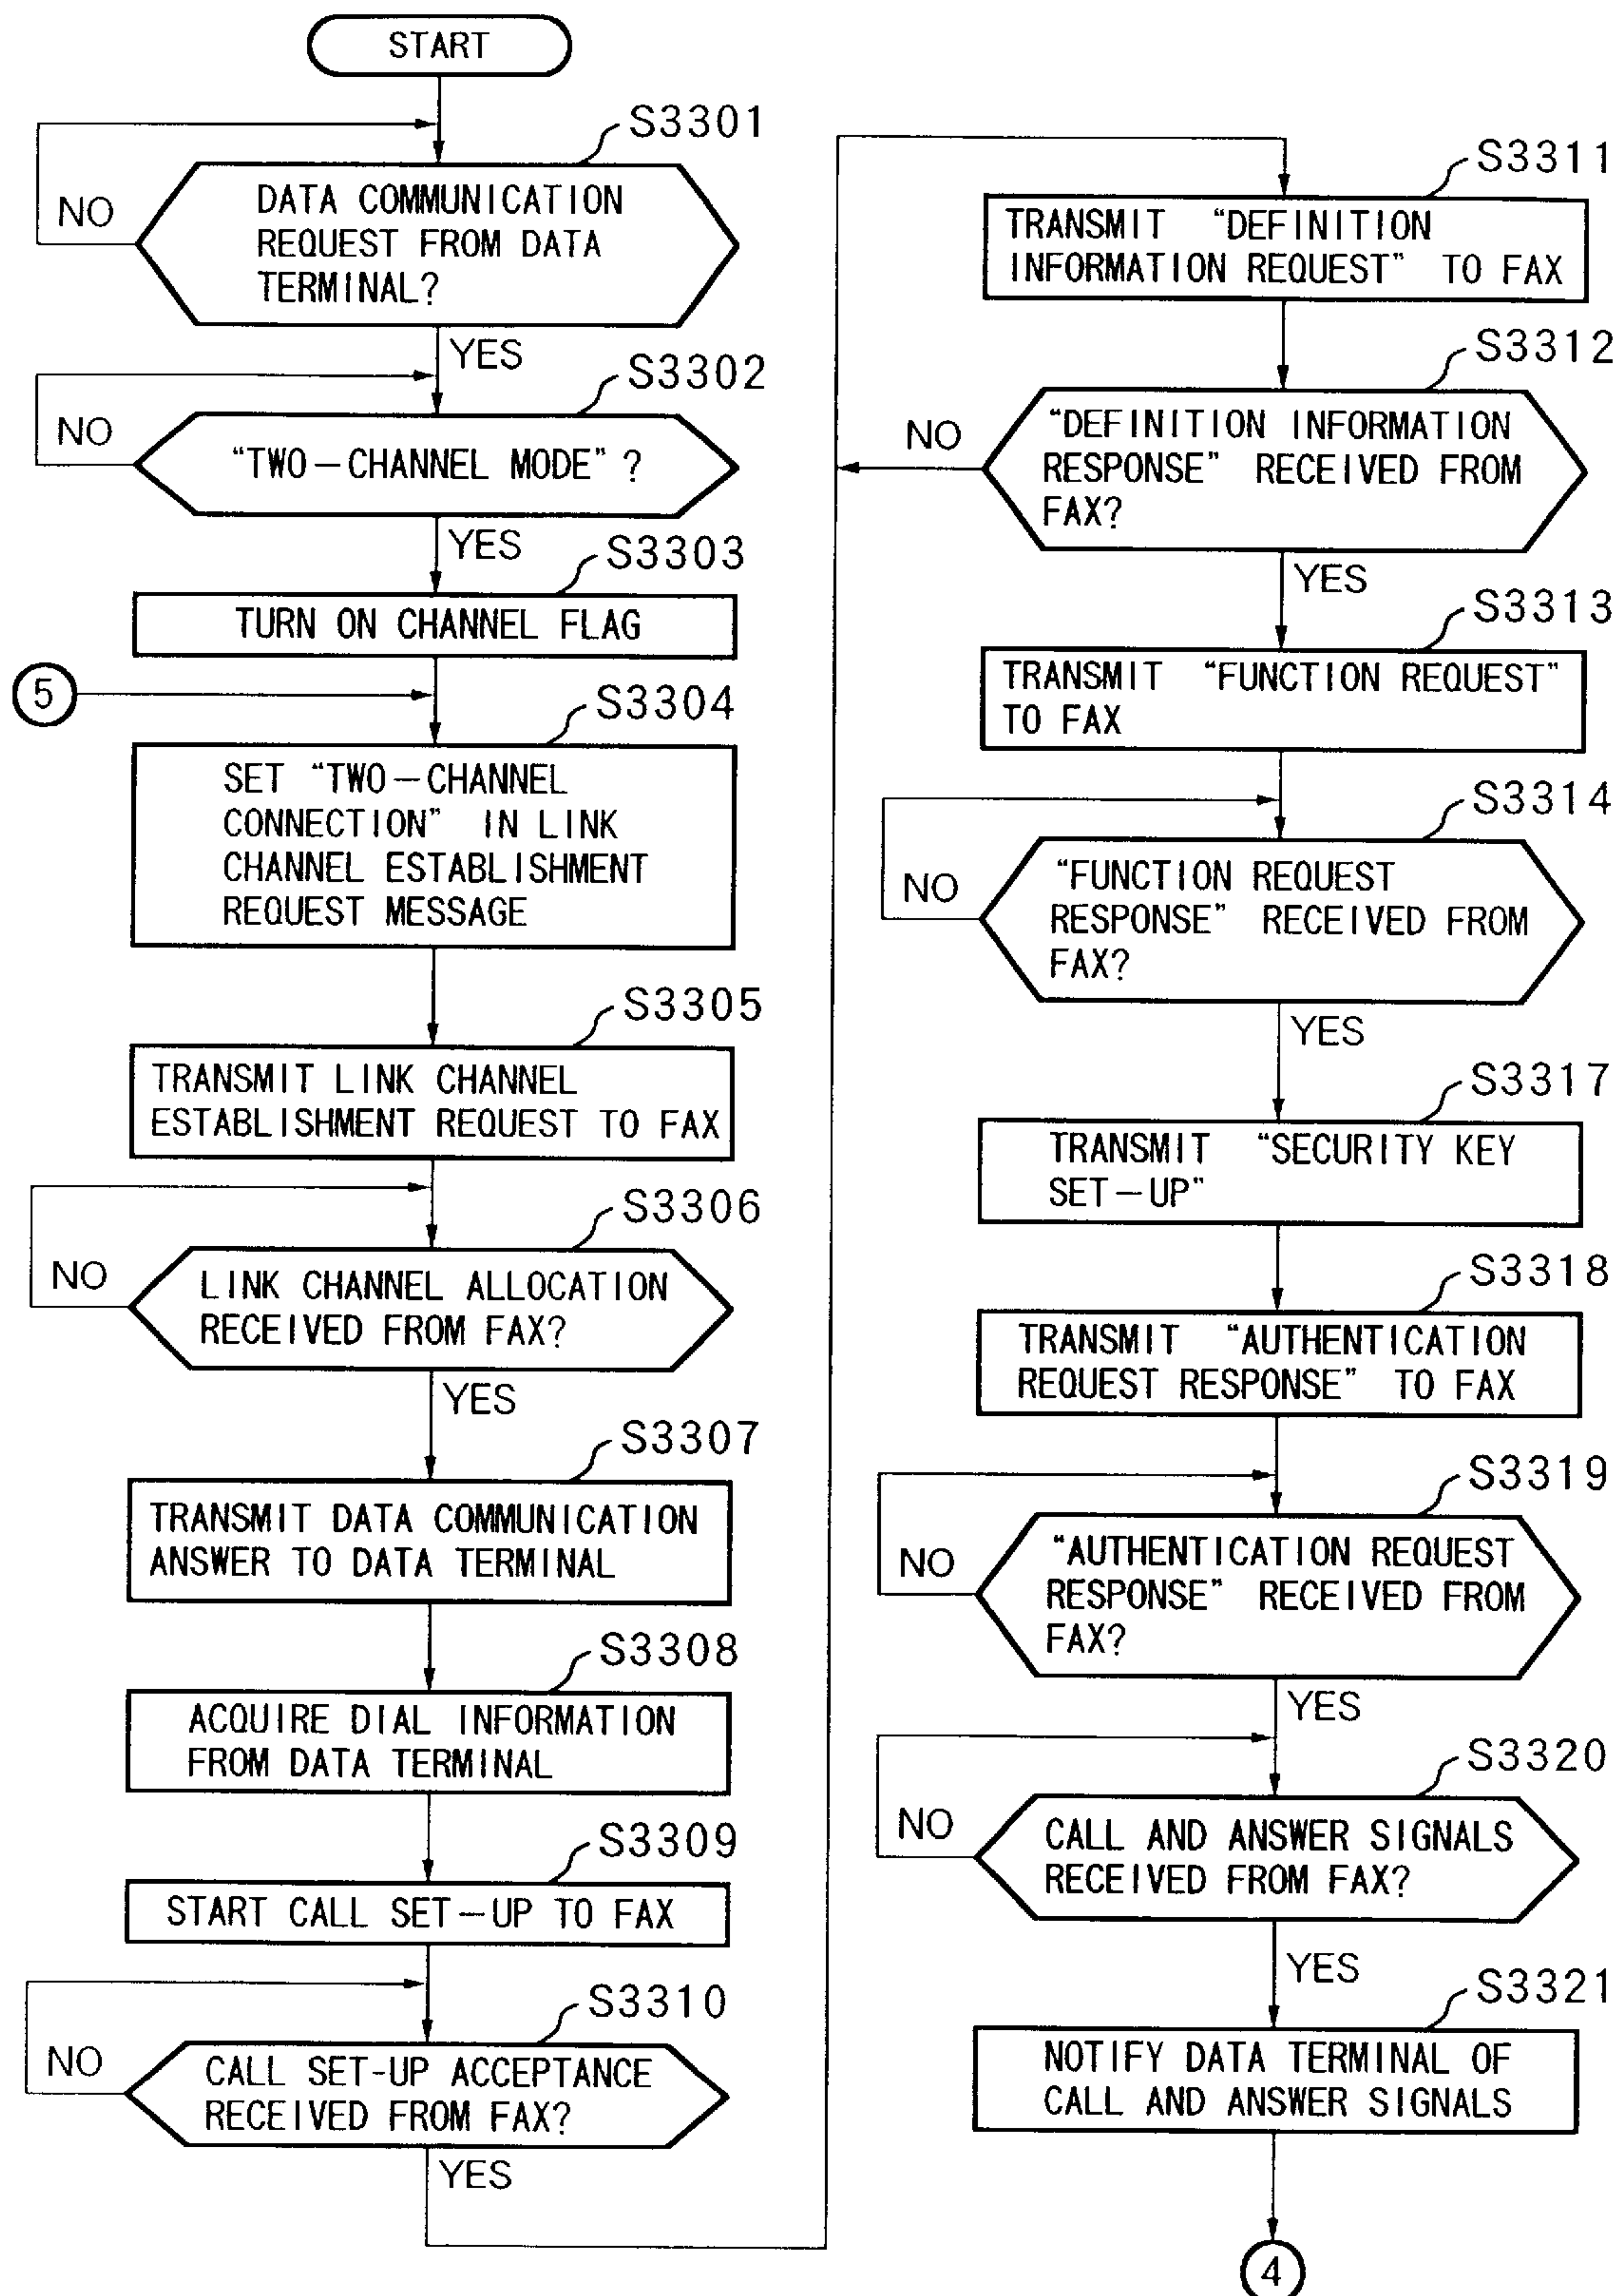 START
S3301
DATA COMMUNICATION
REQUEST FROM DATA
TERMINAL?
NO
YES
S3302
"TWO-CHANNEL MODE" ?
NO
YES
S3303
TURN ON CHANNEL FLAG
5
S3304
SET "TWO-CHANNEL
CONNECTION" IN LINK
CHANNEL ESTABLISHMENT
REQUEST MESSAGE
S3305
TRANSMIT LINK CHANNEL
ESTABLISHMENT REQUEST TO FAX
S3306
LINK CHANNEL ALLOCATION
RECEIVED FROM FAX?
NO
YES
S3307
TRANSMIT DATA COMMUNICATION
ANSWER TO DATA TERMINAL
S3308
ACQUIRE DIAL INFORMATION
FROM DATA TERMINAL
S3309
START CALL SET-UP TO FAX
S3310
CALL SET-UP ACCEPTANCE
RECEIVED FROM FAX?
NO
YES
S3311
TRANSMIT "DEFINITION
INFORMATION REQUEST" TO FAX
S3312
"DEFINITION INFORMATION
RESPONSE" RECEIVED FROM
FAX?
NO
YES
S3313
TRANSMIT "FUNCTION REQUEST"
TO FAX
S3314
"FUNCTION REQUEST
RESPONSE" RECEIVED FROM
FAX?
NO
YES
S3317
TRANSMIT "SECURITY KEY
SET-UP"
S3318
TRANSMIT "AUTHENTICATION
REQUEST RESPONSE" TO FAX
S3319
"AUTHENTICATION REQUEST
RESPONSE" RECEIVED FROM
FAX?
NO
YES
S3320
CALL AND ANSWER SIGNALS
RECEIVED FROM FAX?
NO
YES
S3321
NOTIFY DATA TERMINAL OF
CALL AND ANSWER SIGNALS
4